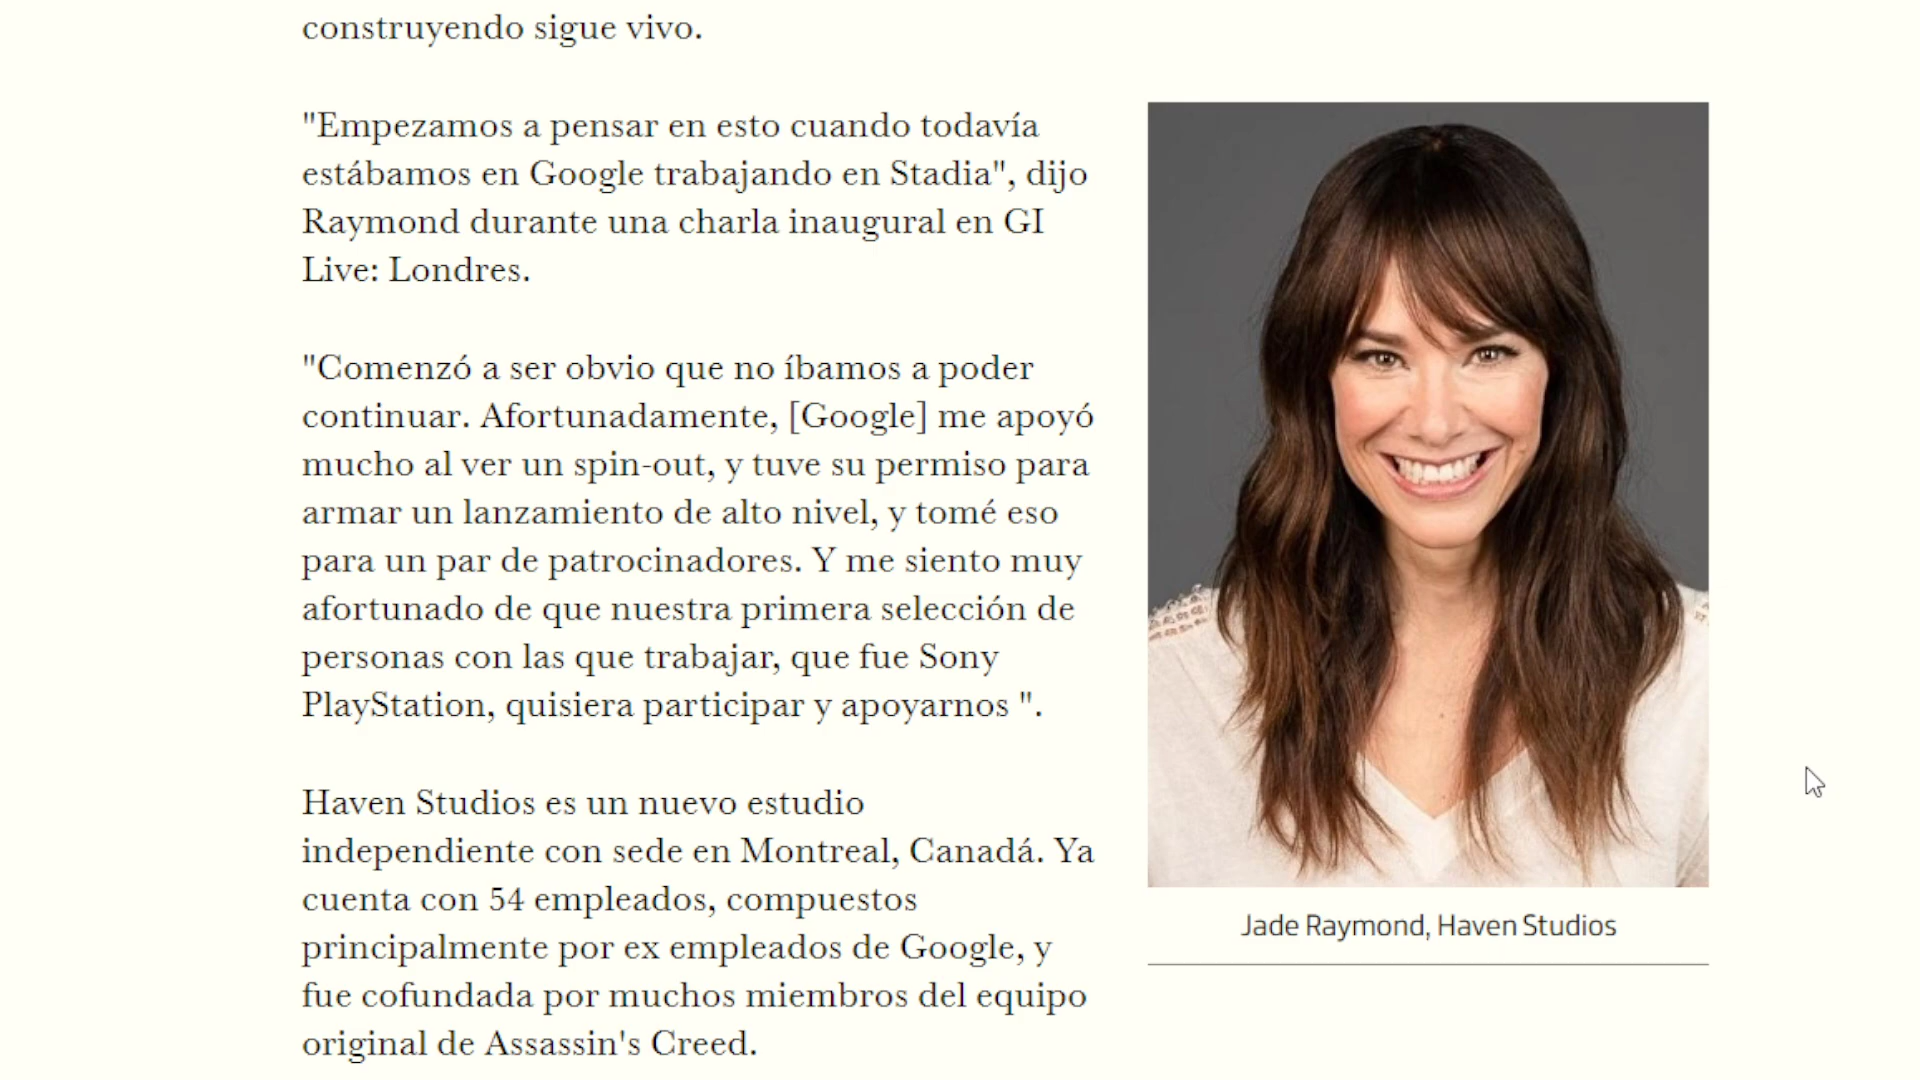 construyendo sigue vivo.
"Empezamos a pensar en esto cuando todavía
estábamos en Google trabajando en Stadia", dijo
Raymond durante una charla inaugural en GI
Live: Londres.
"Comenzó a ser obvio que no íbamos a poder
continuar. Afortunadamente, [Google] me apoyó
mucho al ver un spin-out, y tuve su permiso para
armar un lanzamiento de alto nivel, y tomé eso
para un par de patrocinadores. Y me siento muy
afortunado de que nuestra primera selección de
personas con las que trabajar, que fue Sony
PlayStation, quisiera participar y apoyarnos ".
Haven Studios es un nuevo estudio
independiente con sede en Montreal, Canadá. Ya
cuenta con 54 empleados, compuestos
principalmente por ex empleados de Google, y
fue cofundada por muchos miembros del equipo
original de Assassin's Creed.
Jade Raymond, Haven Studios